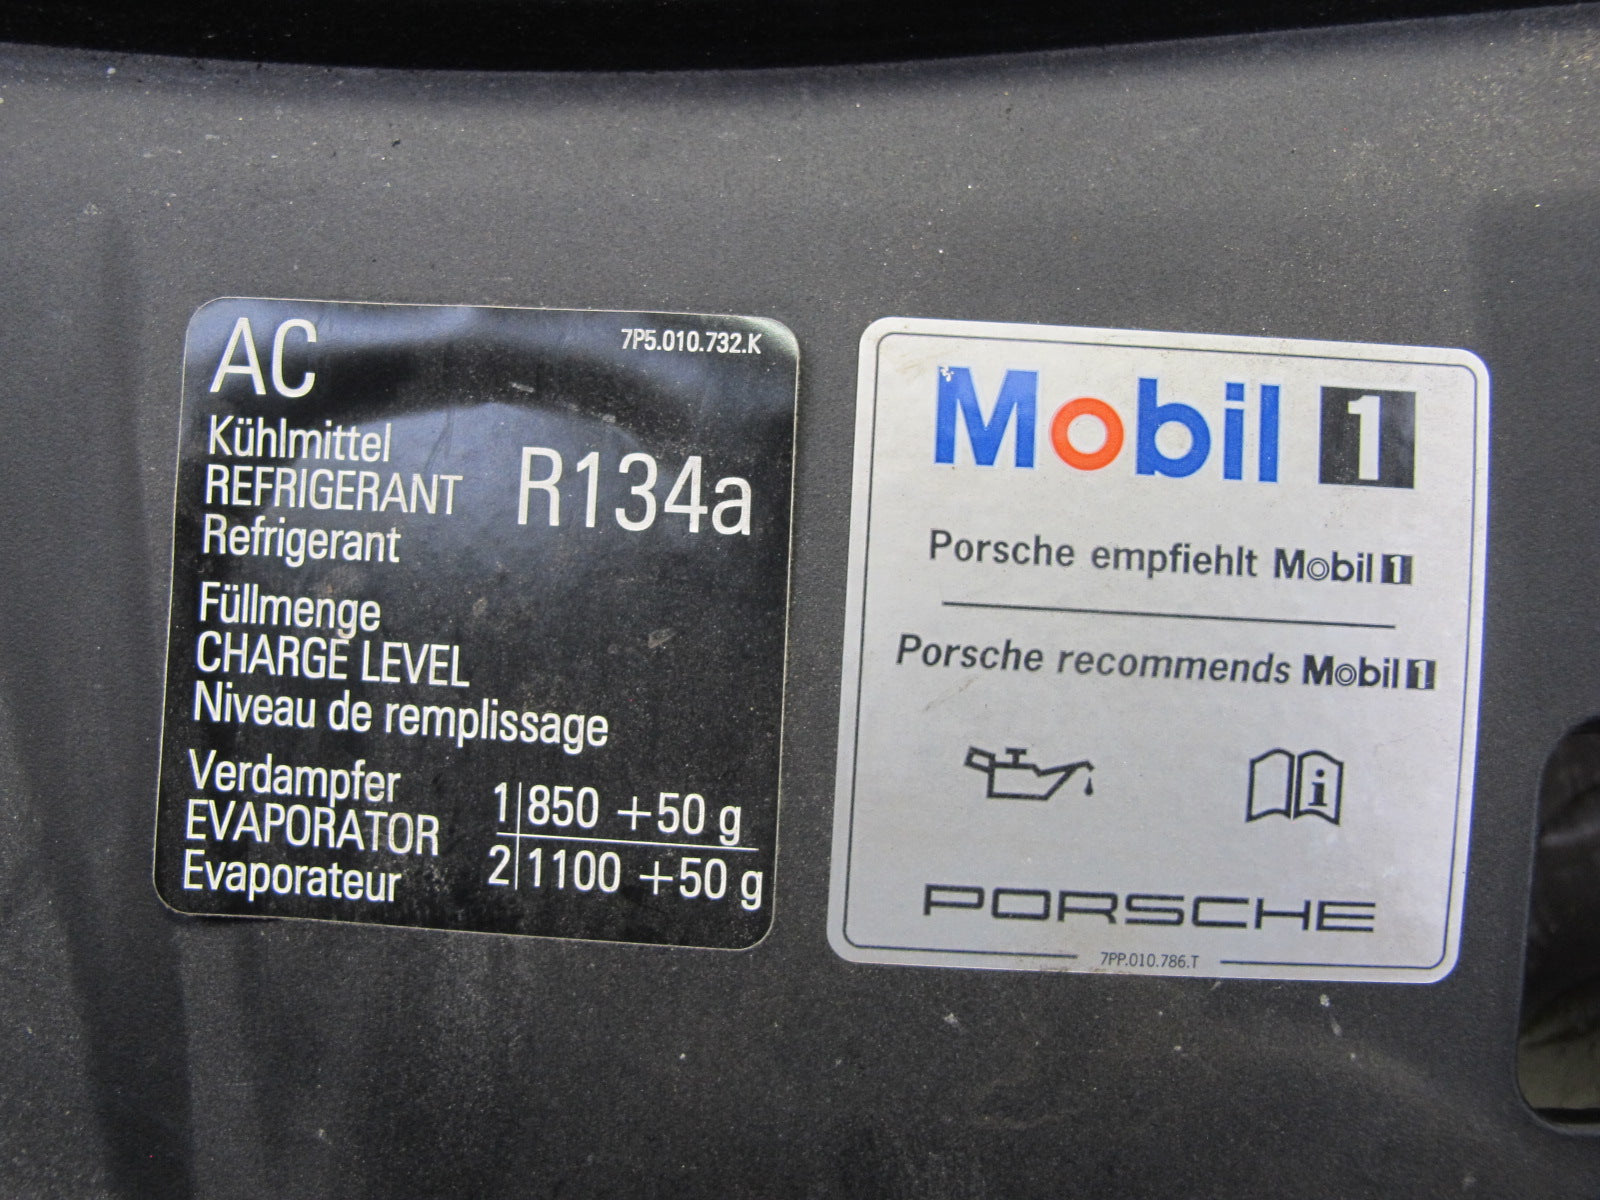 AC
7P5.010.732.K
Kühlmittel
REFRIGERANT
Refrigerant
R134a
Füllmenge
CHARGE LEVEL
Niveau de remplissage
Verdampfer
EVAPORATOR
Evaporateur
1 850 +50 g
2 1100 +50 g
Mobil 1
Porsche empfiehlt Mobil 1
Porsche recommends Mobil 1
i
PORSCHE
7PP.010.786.T